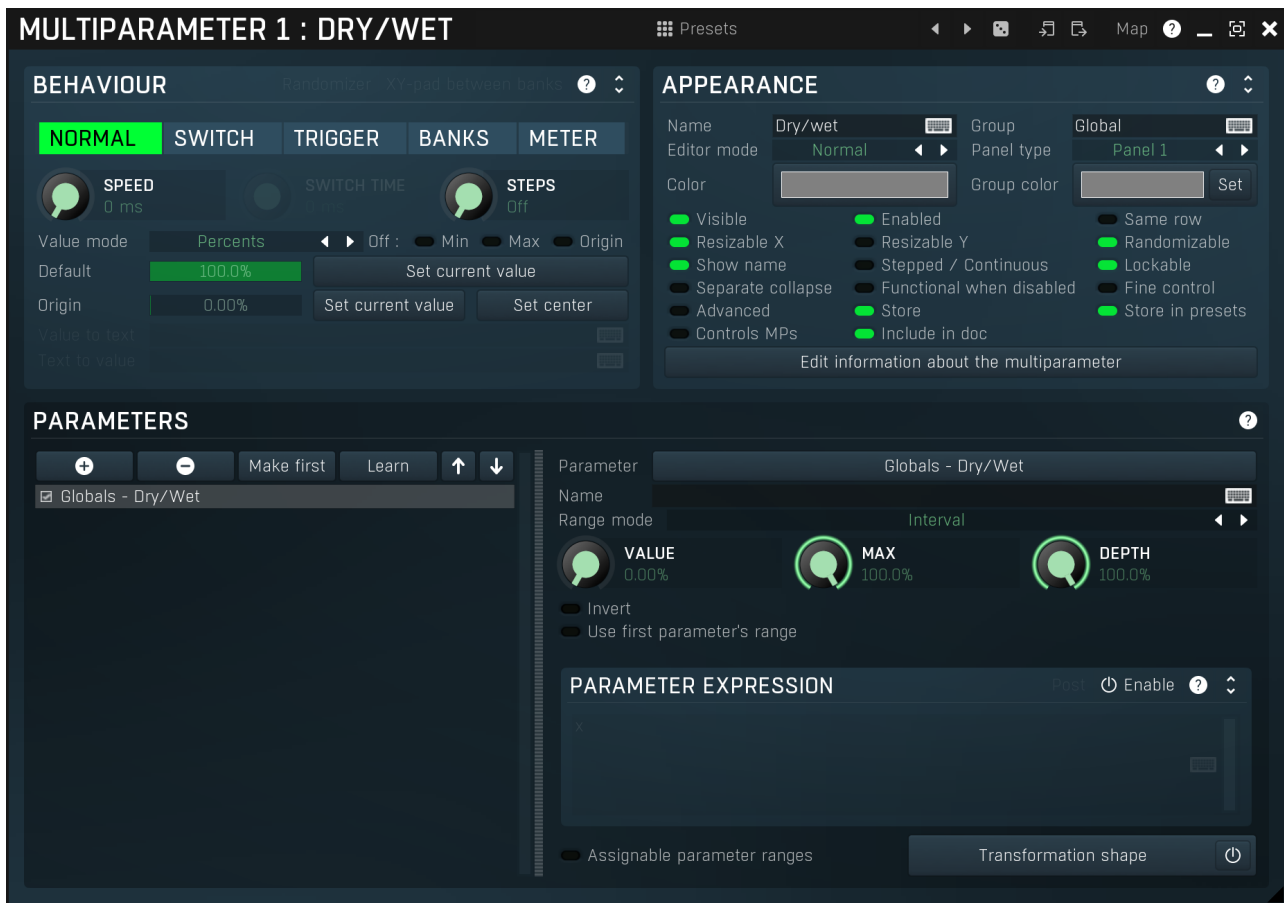 MULTIPARAMETER 1 : DRY/WET Presets Map ?
BEHAVIOUR Randomizer XY-pad between banks ?
NORMAL SWITCH TRIGGER BANKS METER
SPEED
0 ms
SWITCH TIME
STEPS
Off
Value mode Percents Off : Min Max Origin
Default 100.0% Set current value
Origin 0.00% Set current value Set center
Value to text
Text to value
APPEARANCE ?
Name Dry/wet Group Global
Editor mode Normal Panel type Panel 1
Color Group color Set
Visible Enabled Same row
Resizable X Resizable Y Randomizable
Show name Stepped / Continuous Lockable
Separate collapse Functional when disabled Fine control
Advanced Store Store in presets
Controls MPs Include in doc
Edit information about the multiparameter
PARAMETERS ?
Make first Learn
Globals - Dry/Wet
Parameter Globals - Dry/Wet
Name
Range mode Interval
VALUE
0.00%
MAX
100.0%
DEPTH
100.0%
Invert
Use first parameter's range
PARAMETER EXPRESSION Post Enable ?
x
Assignable parameter ranges Transformation shape